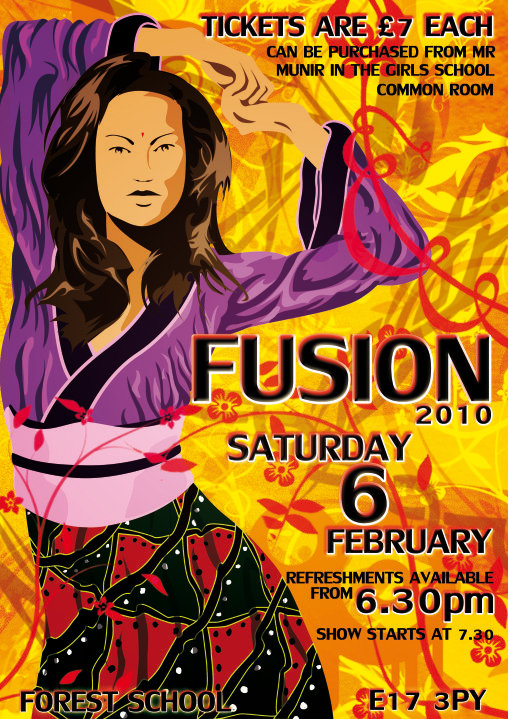 TICKETS ARE £7 EACH
CAN BE PURCHASED FROM MR
MUNIR IN THE GIRLS SCHOOL
COMMON ROOM
FUSION
2010
SATURDAY
6
FEBRUARY
REFRESHMENTS AVAILABLE
FROM 6.30pm
SHOW STARTS AT 7.30
FOREST SCHOOL
E17 3PY